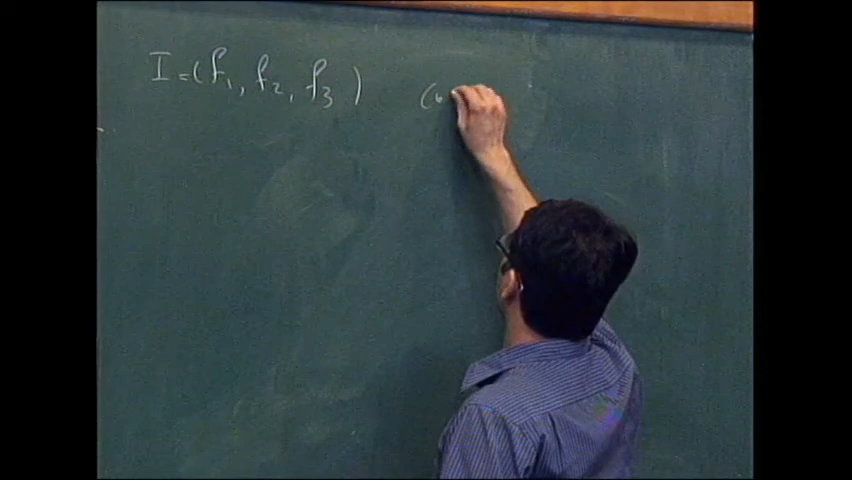 I=(f₁, f₂, f₃) (